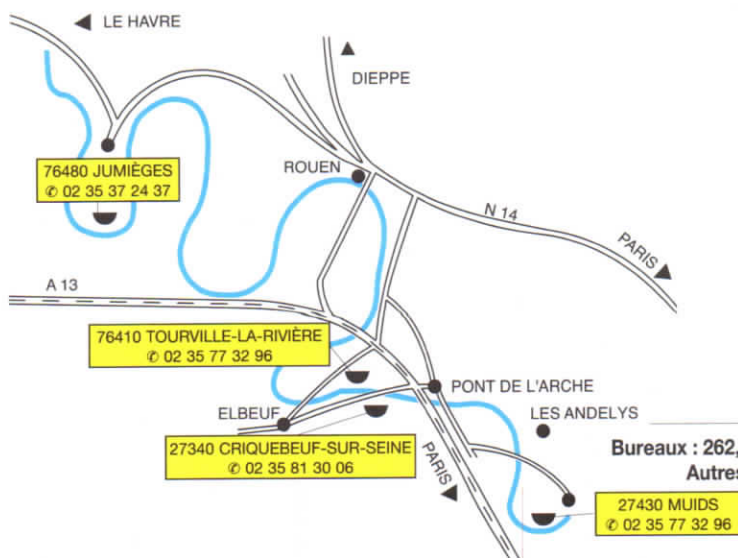 LE HAVRE
DIEPPE
76480 JUMIÈGES
✆ 02 35 37 24 37
ROUEN
N 14
PARIS
A 13
76410 TOURVILLE-LA-RIVIÈRE
✆ 02 35 77 32 96
PONT DE L'ARCHE
ELBEUF
LES ANDELYS
27340 CRIQUEBEUF-SUR-SEINE
✆ 02 35 81 30 06
PARIS
Bureaux : 262,
Autres
27430 MUIDS
✆ 02 35 77 32 96